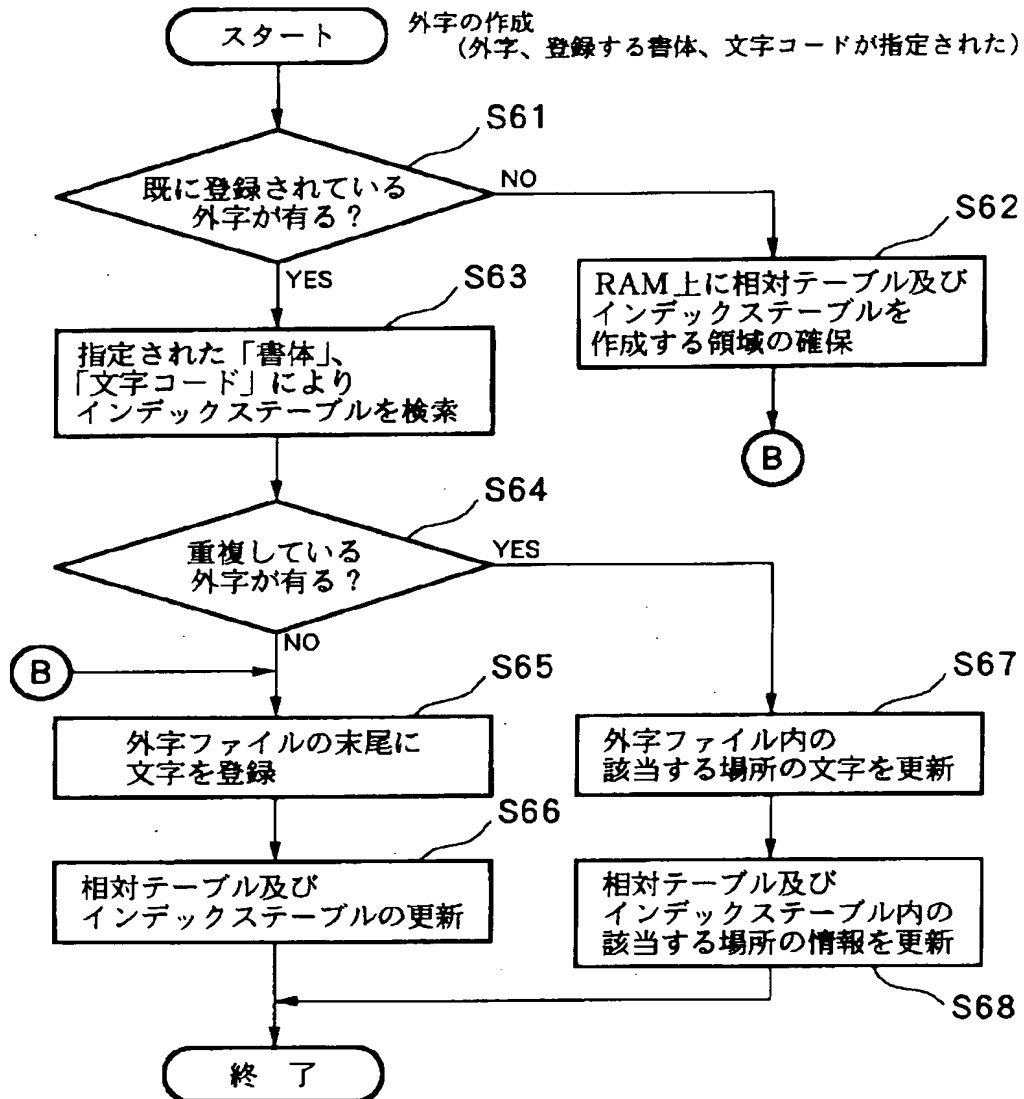 スタート
外字の作成
(外字、登録する書体、文字コードが指定された)
S61
既に登録されている
外字が有る?
NO
YES
S62
RAM上に相対テーブル及び
インデックステーブルを
作成する領域の確保
B
S63
指定された「書体」、
「文字コード」により
インデックステーブルを検索
S64
重複している
外字が有る?
YES
NO
B
S65
外字ファイルの末尾に
文字を登録
S67
外字ファイル内の
該当する場所の文字を更新
S66
相対テーブル及び
インデックステーブルの更新
相対テーブル及び
インデックステーブル内の
該当する場所の情報を更新
S68
終了